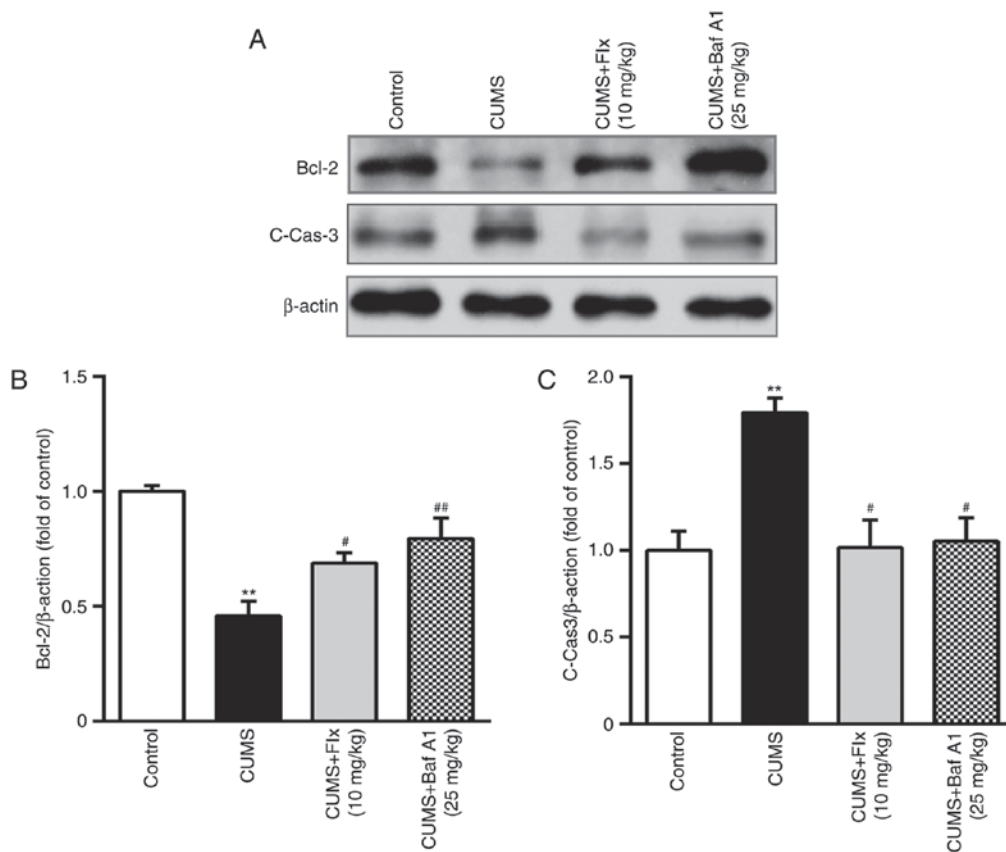 A
Control
CUMS
CUMS+Flx
(10 mg/kg)
CUMS+Baf A1
(25 mg/kg)
Bcl-2
C-Cas-3
β-actin
B
Bcl-2/β-action (fold of control)
1.5
1.0
0.5
0
**
#
##
Control
CUMS
CUMS+Flx
(10 mg/kg)
CUMS+Baf A1
(25 mg/kg)
C
C-Cas3/β-action (fold of control)
2.0
1.5
1.0
0.5
0
**
#
#
Control
CUMS
CUMS+Flx
(10 mg/kg)
CUMS+Baf A1
(25 mg/kg)